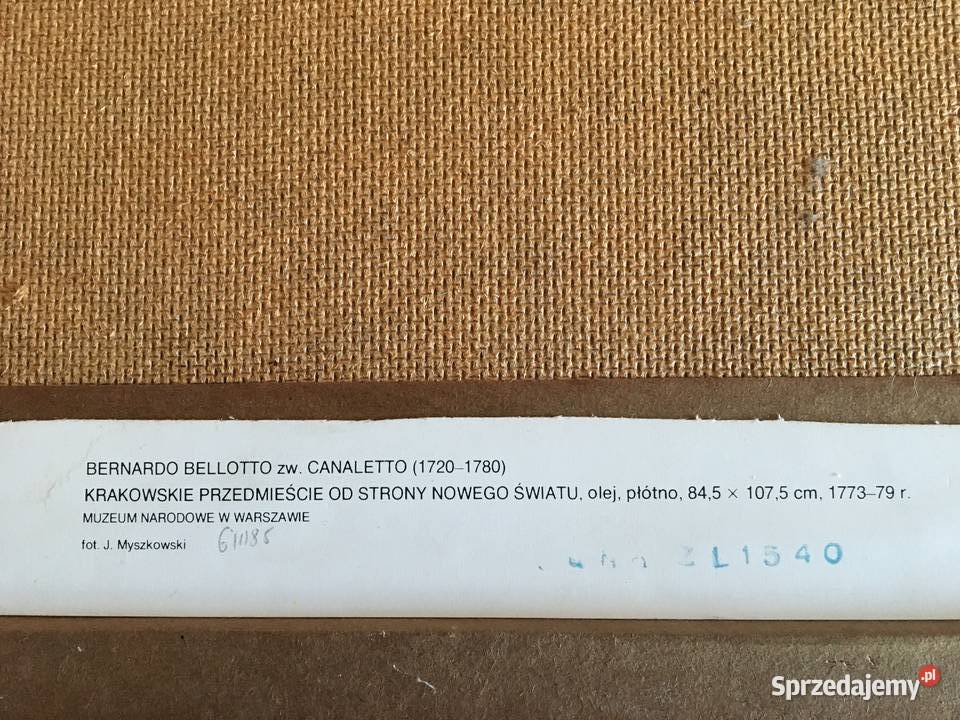 BERNARDO BELLOTTO zw. CANALETTO (1720–1780)
KRAKOWSKIE PRZEDMIEŚCIE OD STRONY NOWEGO ŚWIATU, olej, płótno, 84,5 × 107,5 cm, 1773–79 r.
MUZEUM NARODOWE W WARSZAWIE
fot. J. Myszkowski
ZL1540
Sprzedajemy.pl